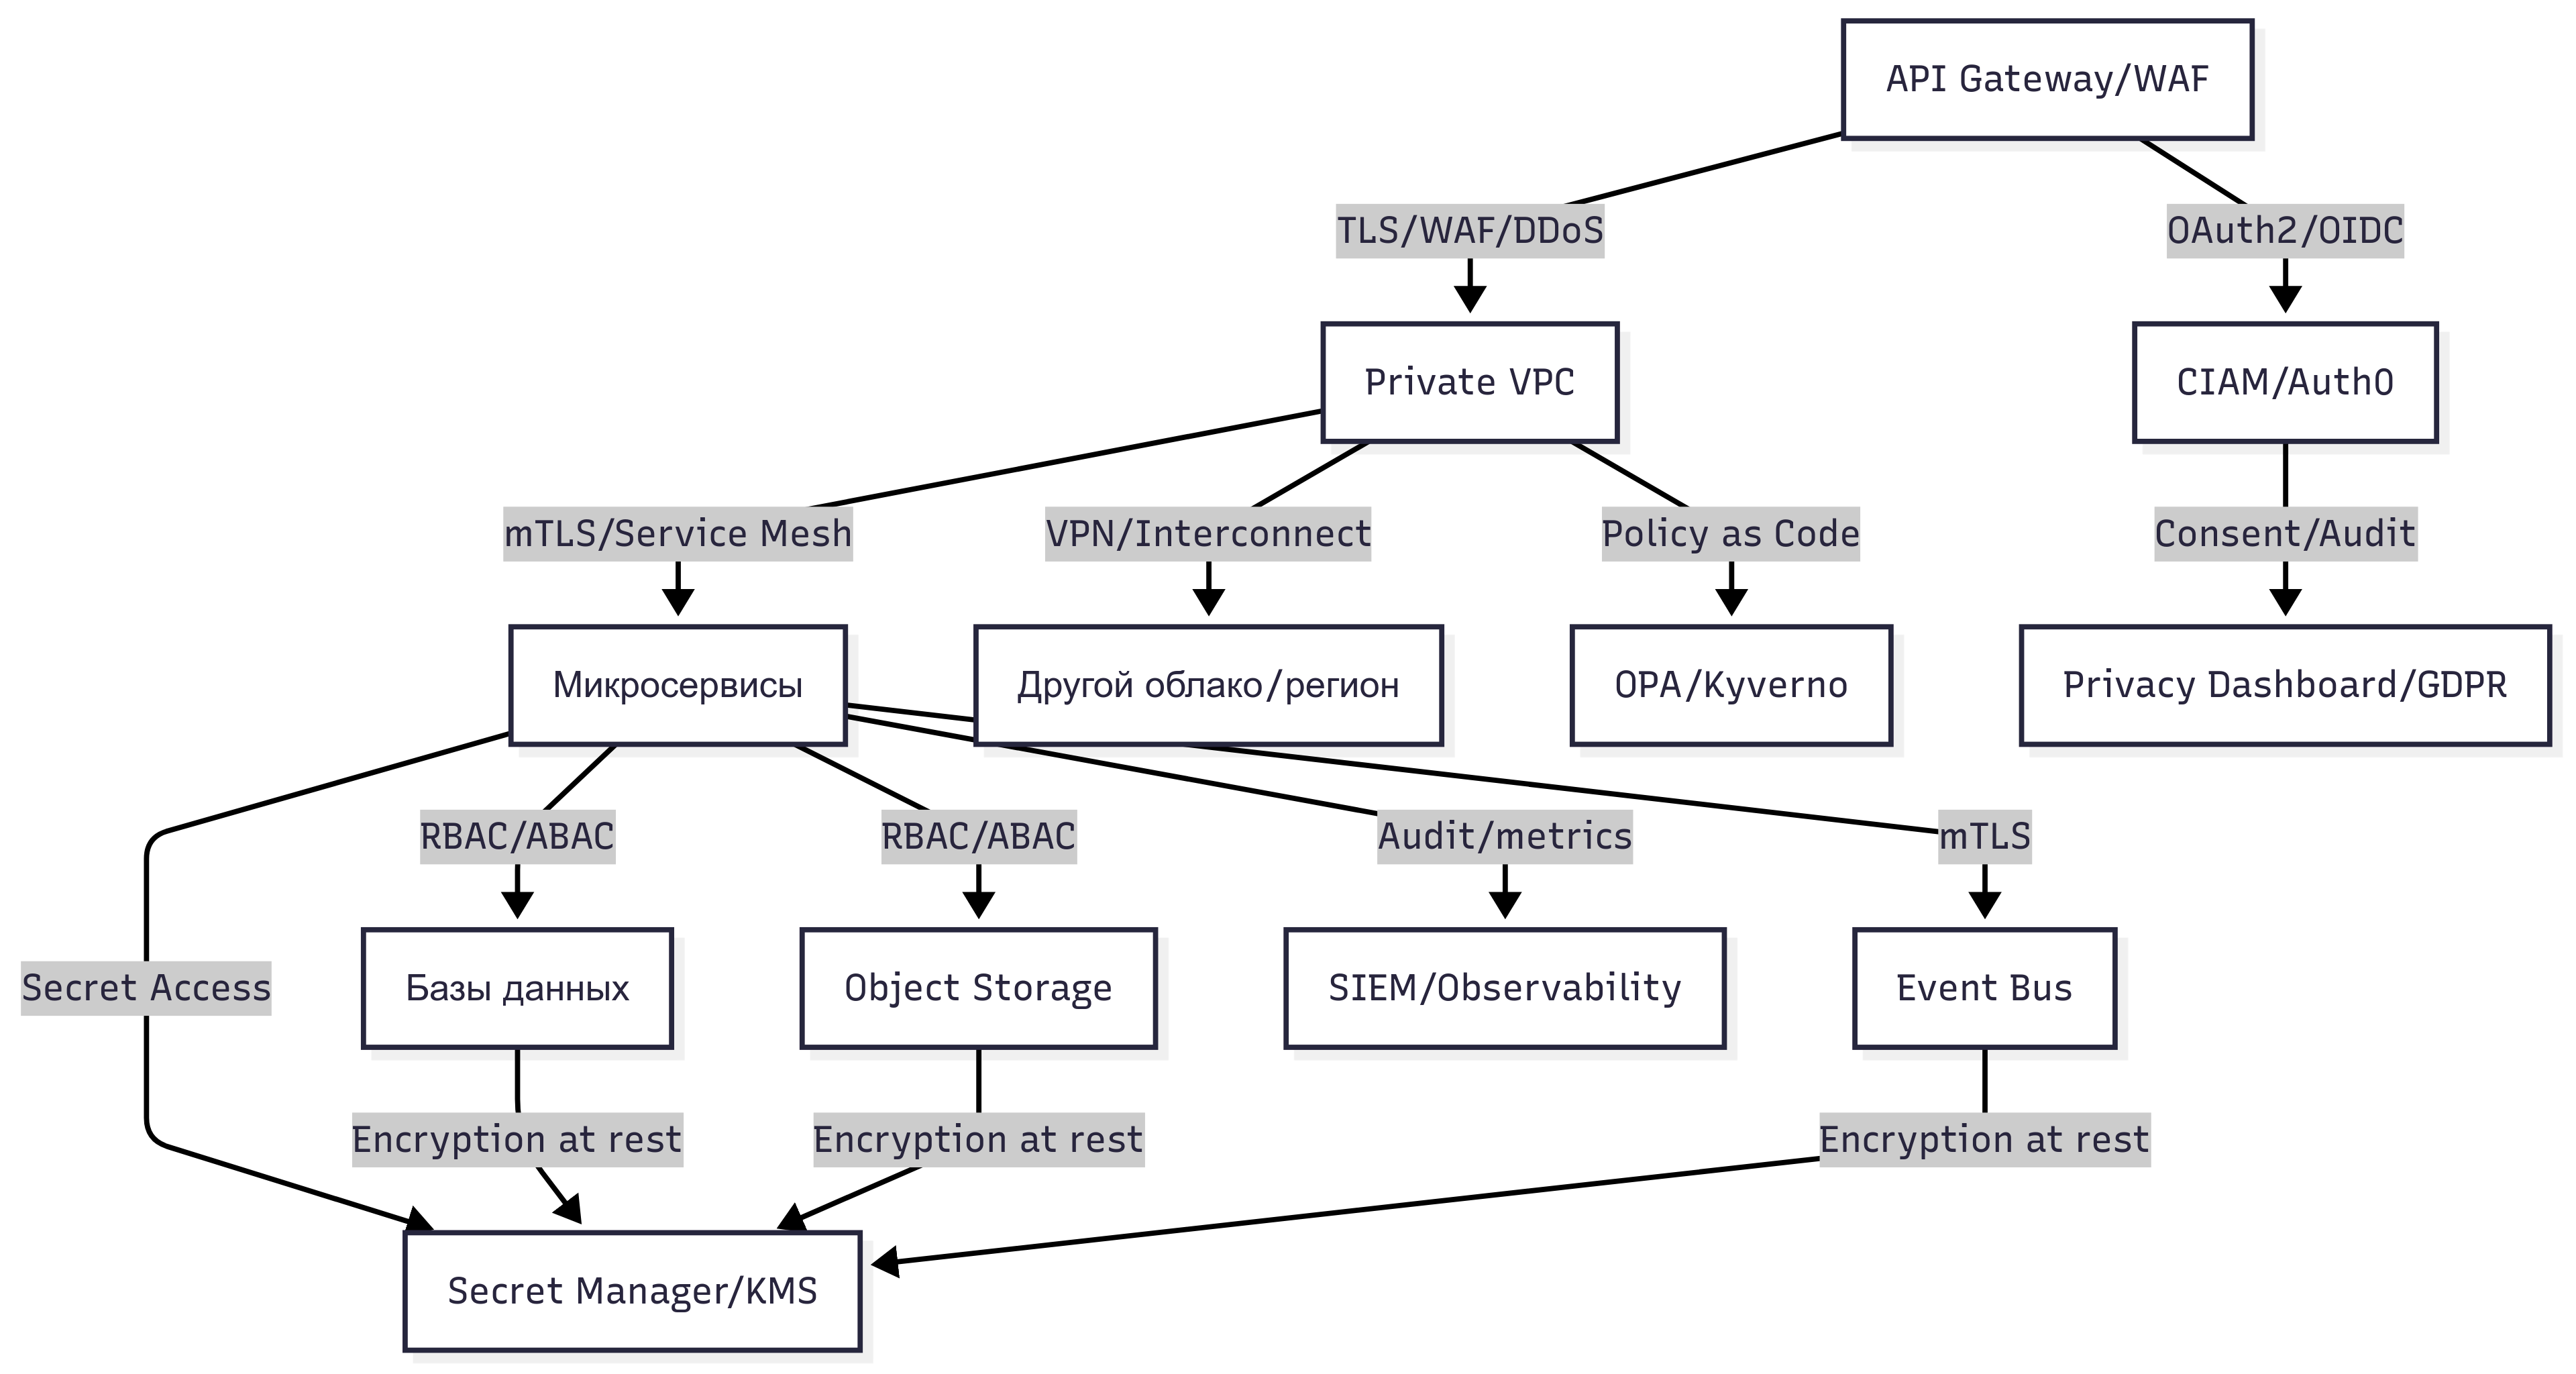 API Gateway/WAF
TLS/WAF/DDoS
OAuth2/OIDC
Private VPC
CIAM/Auth0
mTLS/Service Mesh
VPN/Interconnect
Policy as Code
Consent/Audit
Микросервисы
Другой облако/регион
OPA/Kyverno
Privacy Dashboard/GDPR
RBAC/ABAC
RBAC/ABAC
Audit/metrics
mTLS
Secret Access
Базы данных
Object Storage
SIEM/Observability
Event Bus
Encryption at rest
Encryption at rest
Encryption at rest
Secret Manager/KMS